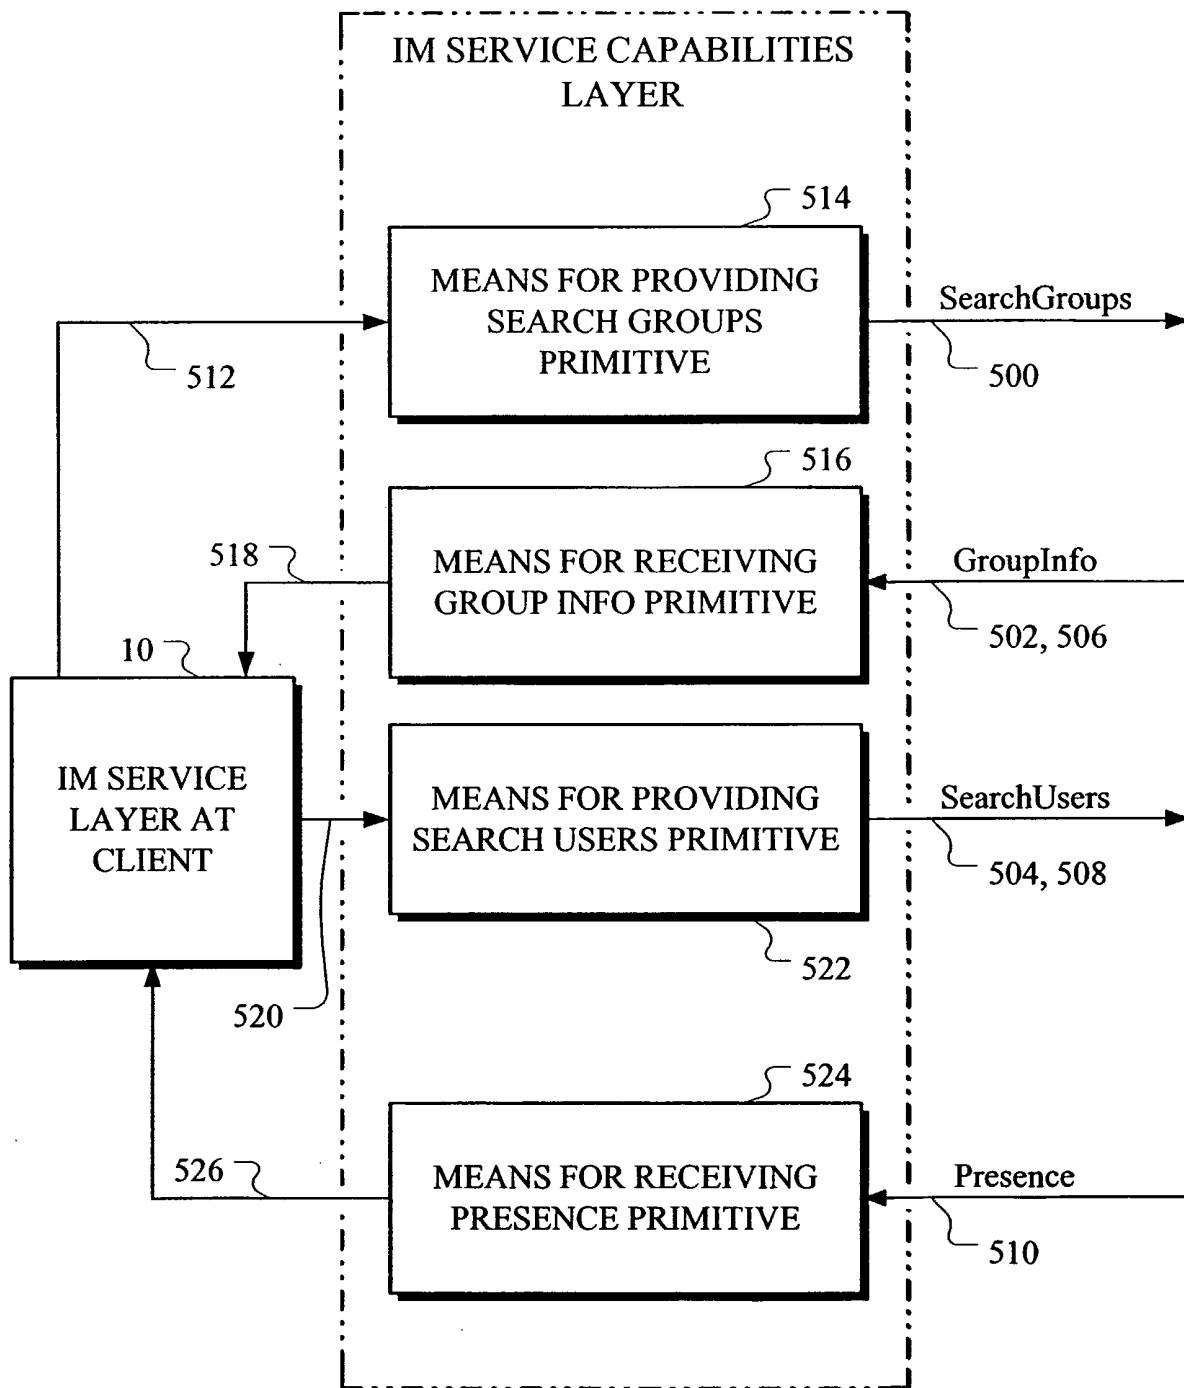 IM SERVICE CAPABILITIES
LAYER
514
MEANS FOR PROVIDING
SEARCH GROUPS
PRIMITIVE
SearchGroups
500
512
516
MEANS FOR RECEIVING
GROUP INFO PRIMITIVE
GroupInfo
502, 506
518
10
IM SERVICE
LAYER AT
CLIENT
MEANS FOR PROVIDING
SEARCH USERS PRIMITIVE
SearchUsers
504, 508
522
520
524
MEANS FOR RECEIVING
PRESENCE PRIMITIVE
Presence
510
526